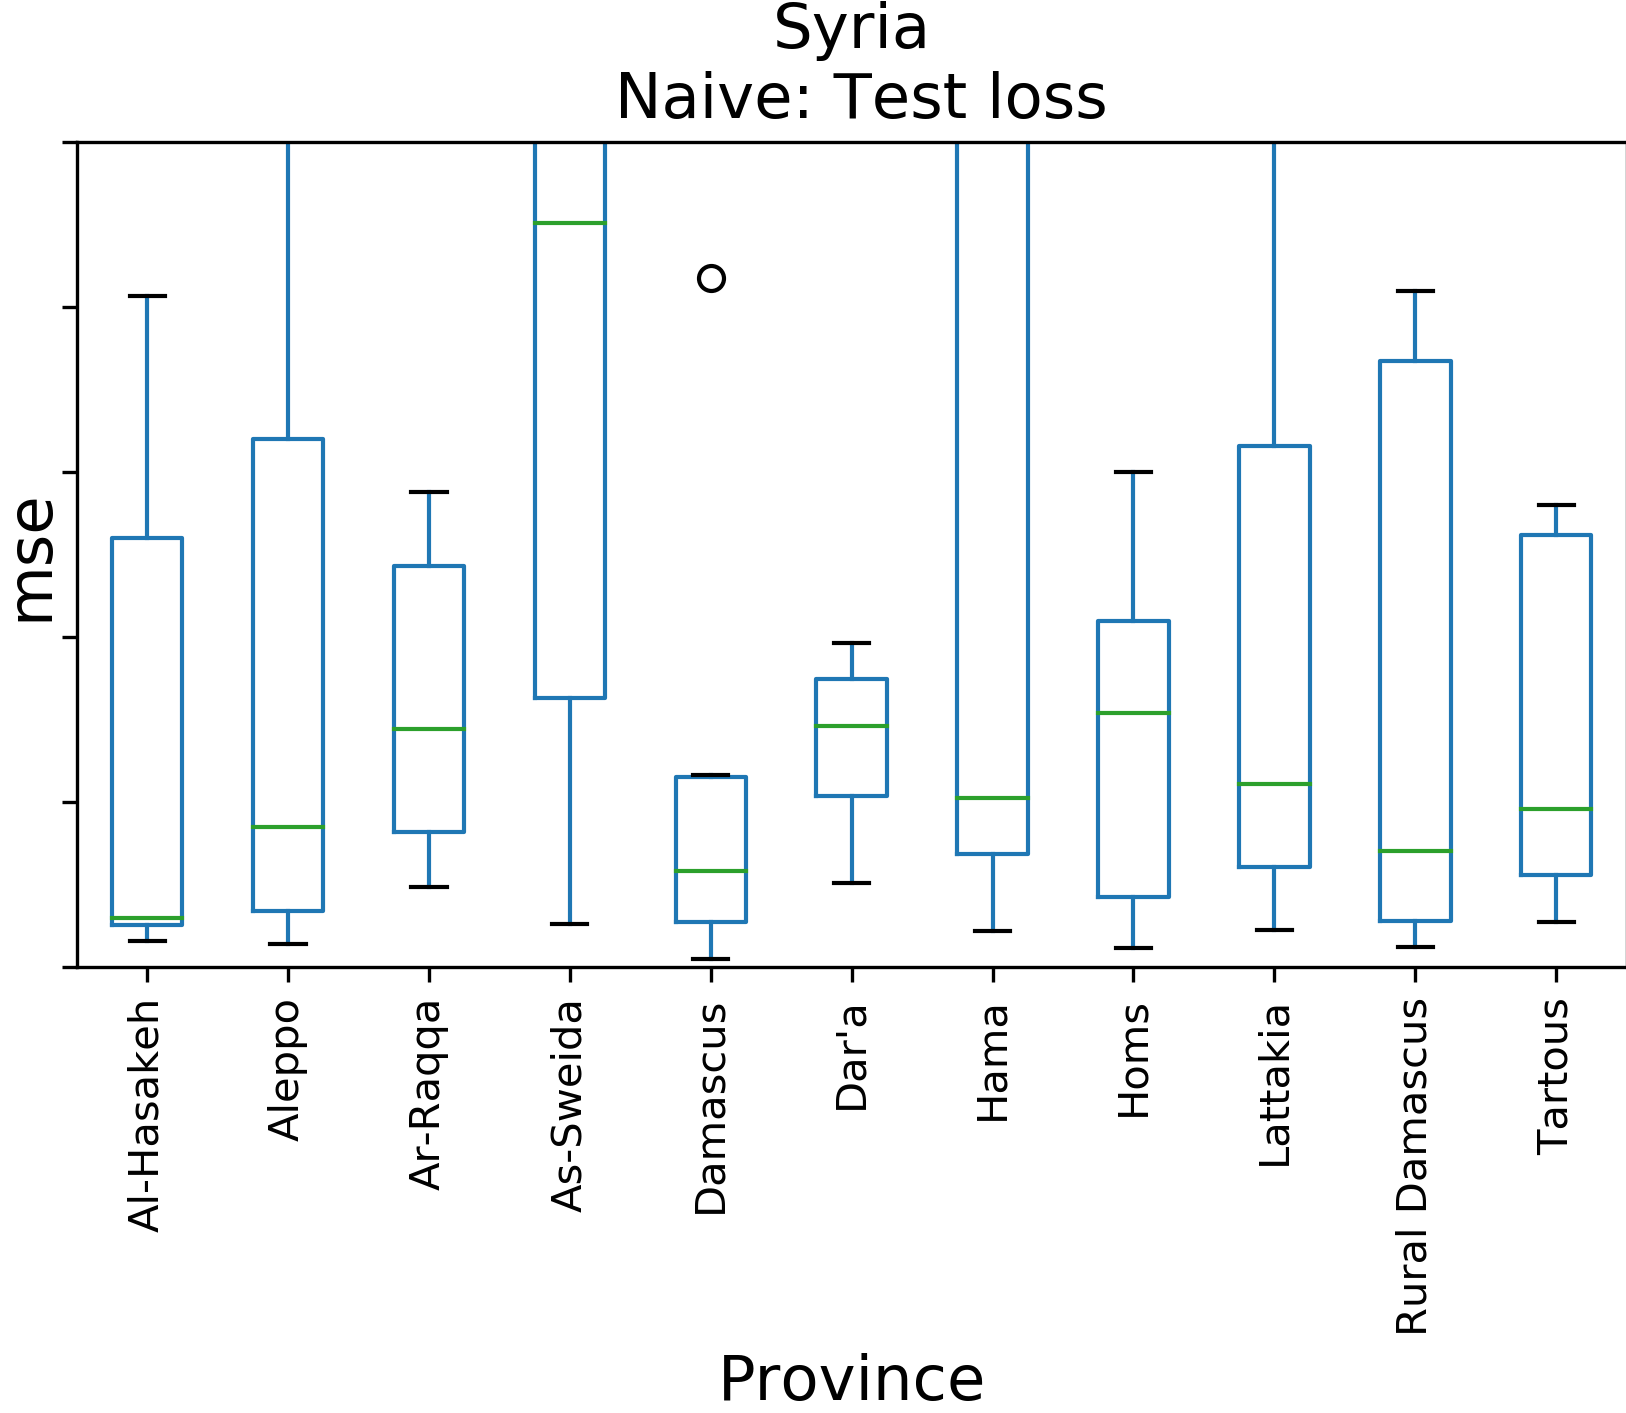 Syria
Naive: Test loss
mse
Al-Hasakeh
Aleppo
Ar-Raqqa
As-Sweida
Damascus
Dar'a
Hama
Homs
Lattakia
Rural Damascus
Tartous
Province